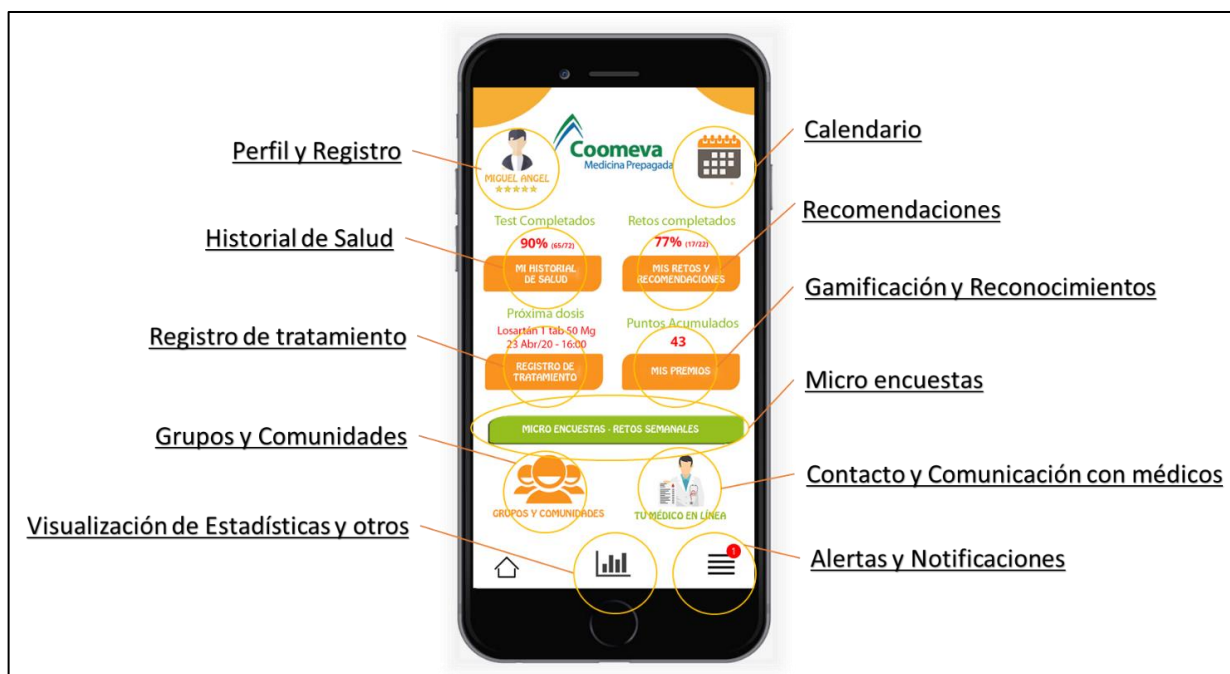 Perfil y Registro
Historial de Salud
Registro de tratamiento
Grupos y Comunidades
Visualización de Estadísticas y otros
Coomeva
Medicina Prepagada
MIGUEL ANGEL
Test Completados
90% (65/72)
MI HISTORIAL
DE SALUD
Retos completados
77% (17/22)
MIS RETOS Y
RECOMENDACIONES
Próxima dosis
Losartán 1 tab 50 Mg
23 Abr/20 - 16:00
REGISTRO DE
TRATAMIENTO
Puntos Acumulados
43
MIS PREMIOS
MICRO ENCUESTAS - RETOS SEMANALES
GRUPOS Y COMUNIDADES
TU MÉDICO EN LÍNEA
1
Calendario
Recomendaciones
Gamificación y Reconocimientos
Micro encuestas
Contacto y Comunicación con médicos
Alertas y Notificaciones